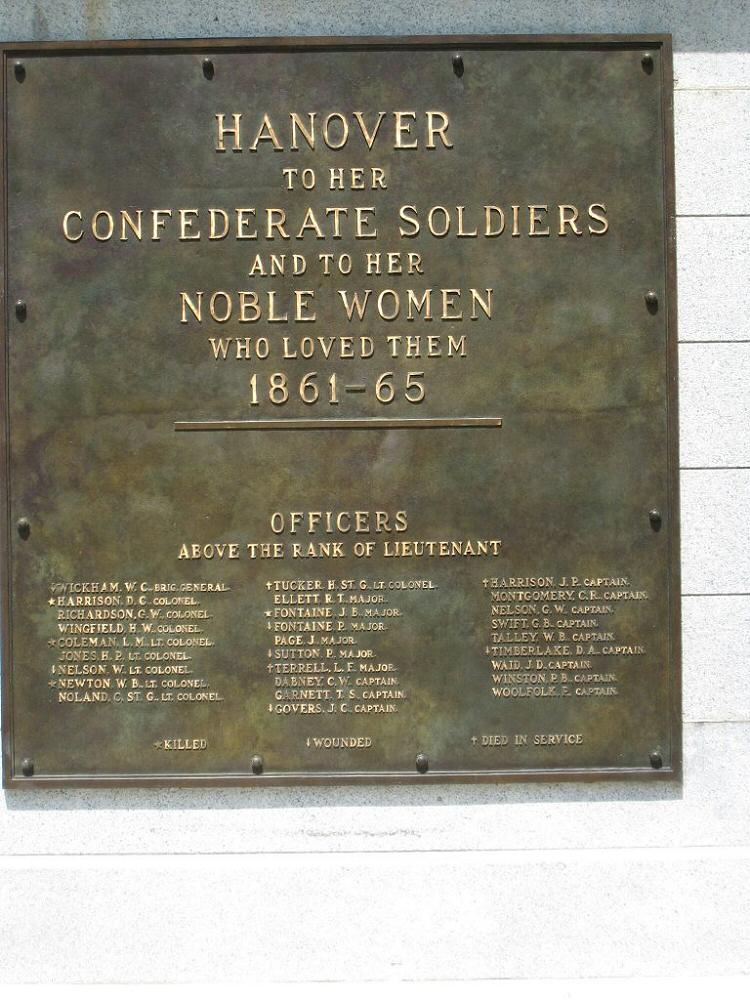 HANOVER
TO HER
CONFEDERATE SOLDIERS
AND TO HER
NOBLE WOMEN
WHO LOVED THEM
1861-65
OFFICERS
ABOVE THE RANK OF LIEUTENANT
WICKHAM, W. C., BRIG. GENERAL.
★HARRISON, D. C., COLONEL.
RICHARDSON, G. W., COLONEL.
WINGFIELD, H. W., COLONEL.
★COLEMAN, L. M., LT. COLONEL.
JONES, H. P., LT. COLONEL.
↓NELSON, W., LT. COLONEL.
★NEWTON, W. B., LT. COLONEL.
NOLAND, C. ST. G., LT. COLONEL.
†TUCKER, H. ST. G., LT. COLONEL.
ELLETT, R. T., MAJOR.
★FONTAINE, J. B., MAJOR.
↓FONTAINE, P., MAJOR.
PAGE, J., MAJOR.
↓SUTTON, P., MAJOR.
†TERRELL, L. F., MAJOR.
DABNEY, C. W., CAPTAIN.
GARNETT, T. S., CAPTAIN.
↓GOVERS, J. C., CAPTAIN.
†HARRISON, J. P., CAPTAIN.
MONTGOMERY, C. R., CAPTAIN.
NELSON, G. W., CAPTAIN.
SWIFT, G. B., CAPTAIN.
TALLEY, W. B., CAPTAIN.
↓TIMBERLAKE, D. A., CAPTAIN.
WAID, J. D., CAPTAIN.
WINSTON, P. B., CAPTAIN.
WOOLFOLK, E., CAPTAIN.
★KILLED ↓WOUNDED †DIED IN SERVICE